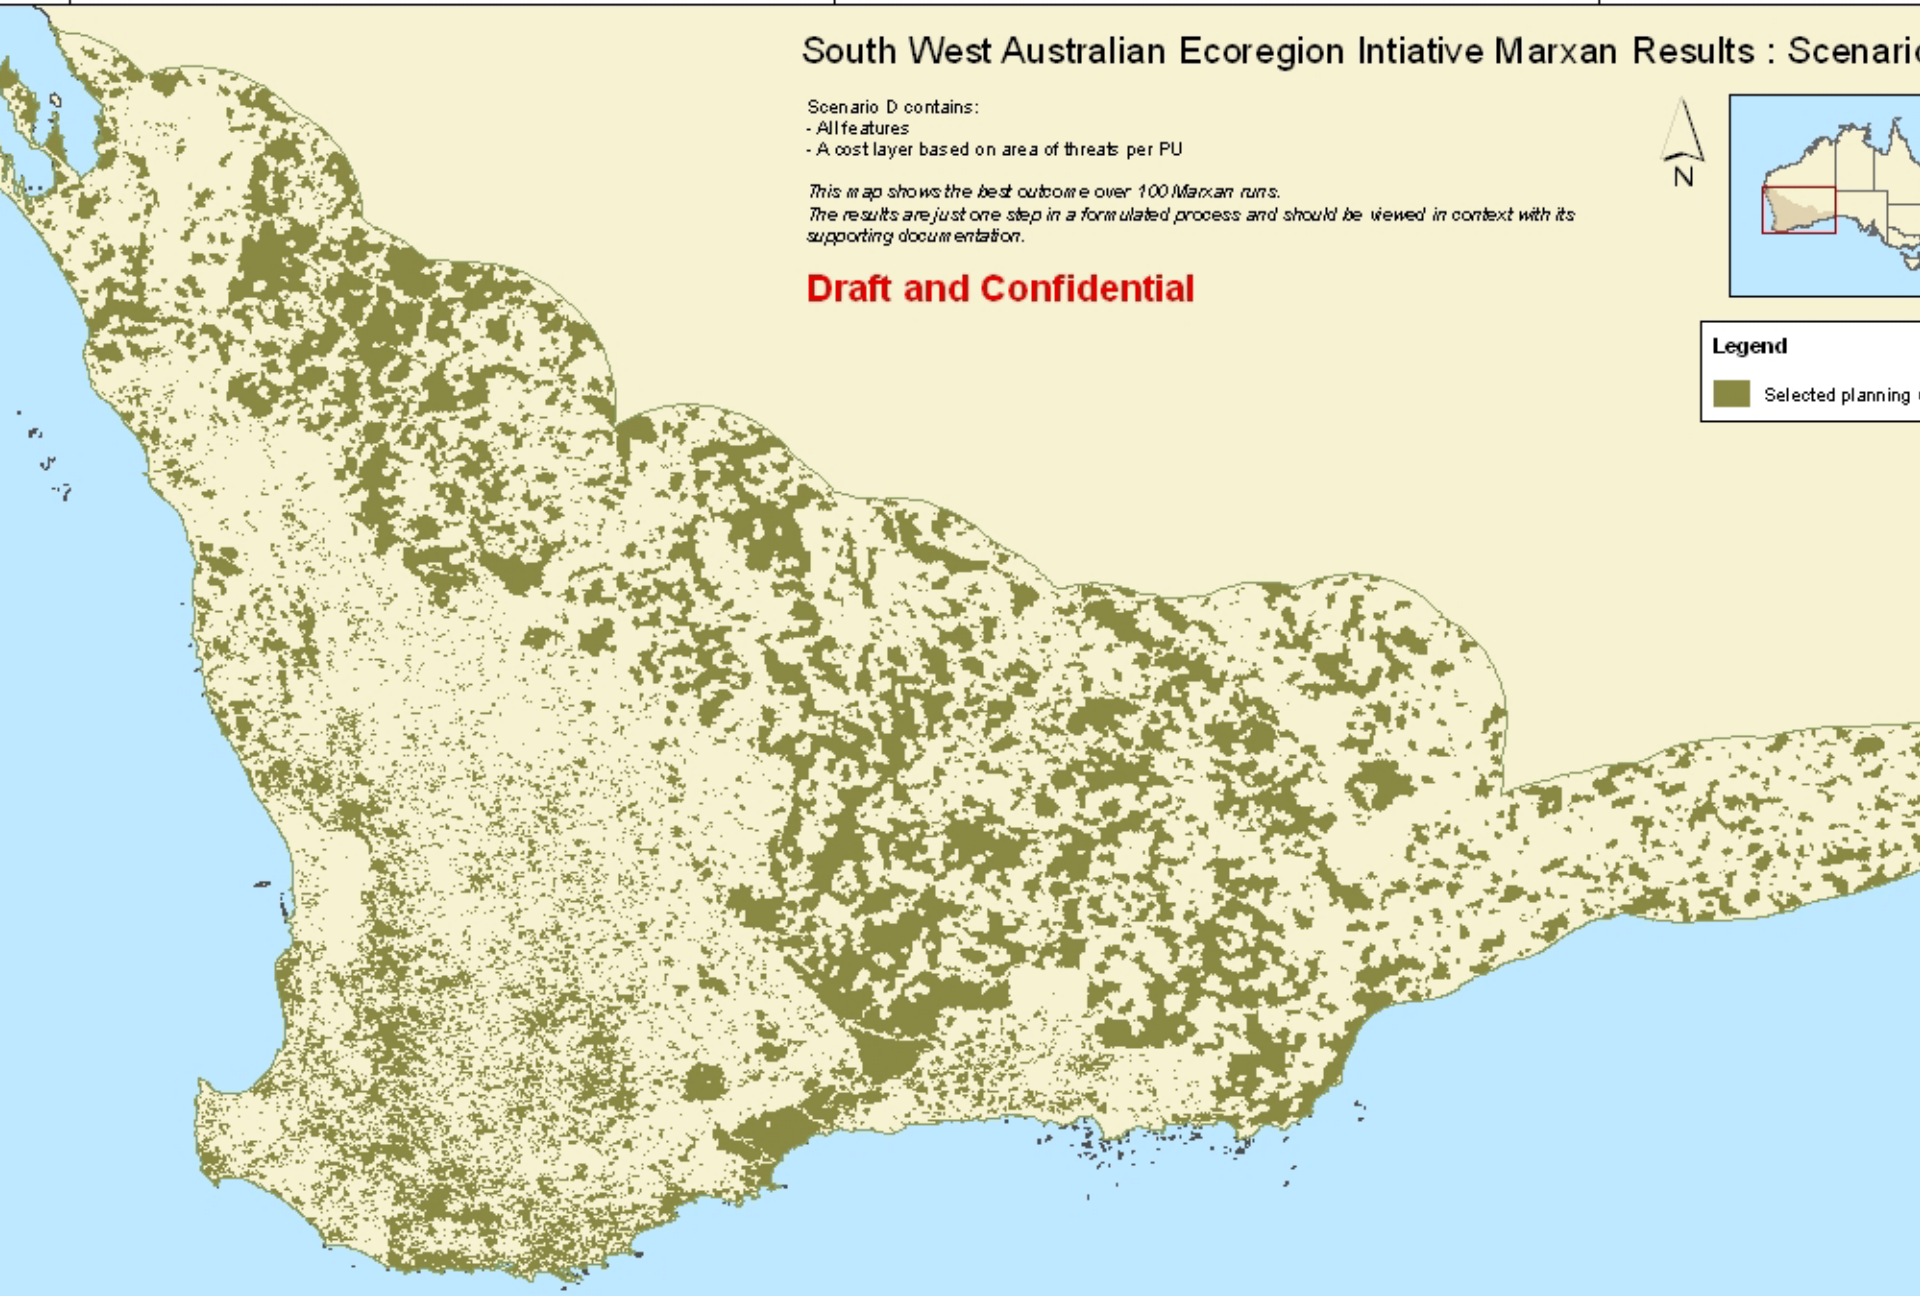 South West Australian Ecoregion Intiative Marxan Results : Scenario
Scenario D contains:
- All features
- A cost layer based on area of threats per PU
This map shows the best outcome over 100 Marxan runs.
The results are just one step in a formulated process and should be viewed in context with its
supporting documentation.
Draft and Confidential
N
Legend
Selected planning